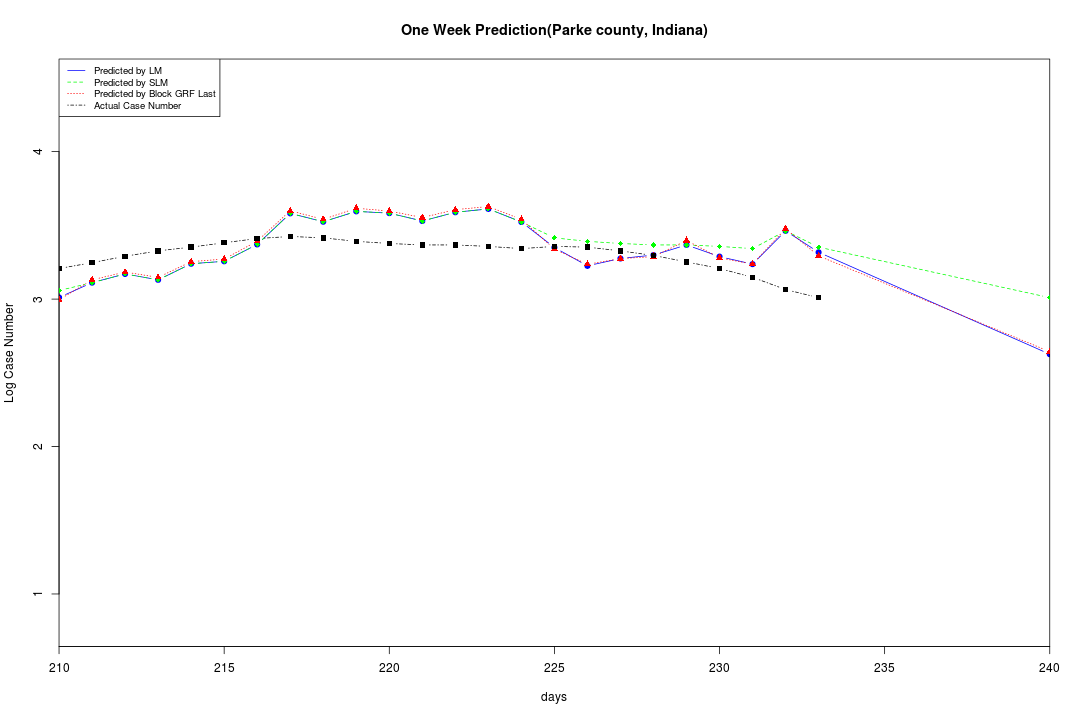 One Week Prediction(Parke county, Indiana)
Predicted by LM
Predicted by SLM
Predicted by Block GRF Last
Actual Case Number
4
3
2
1
Log Case Number
210 215 220 225 230 235 240
days